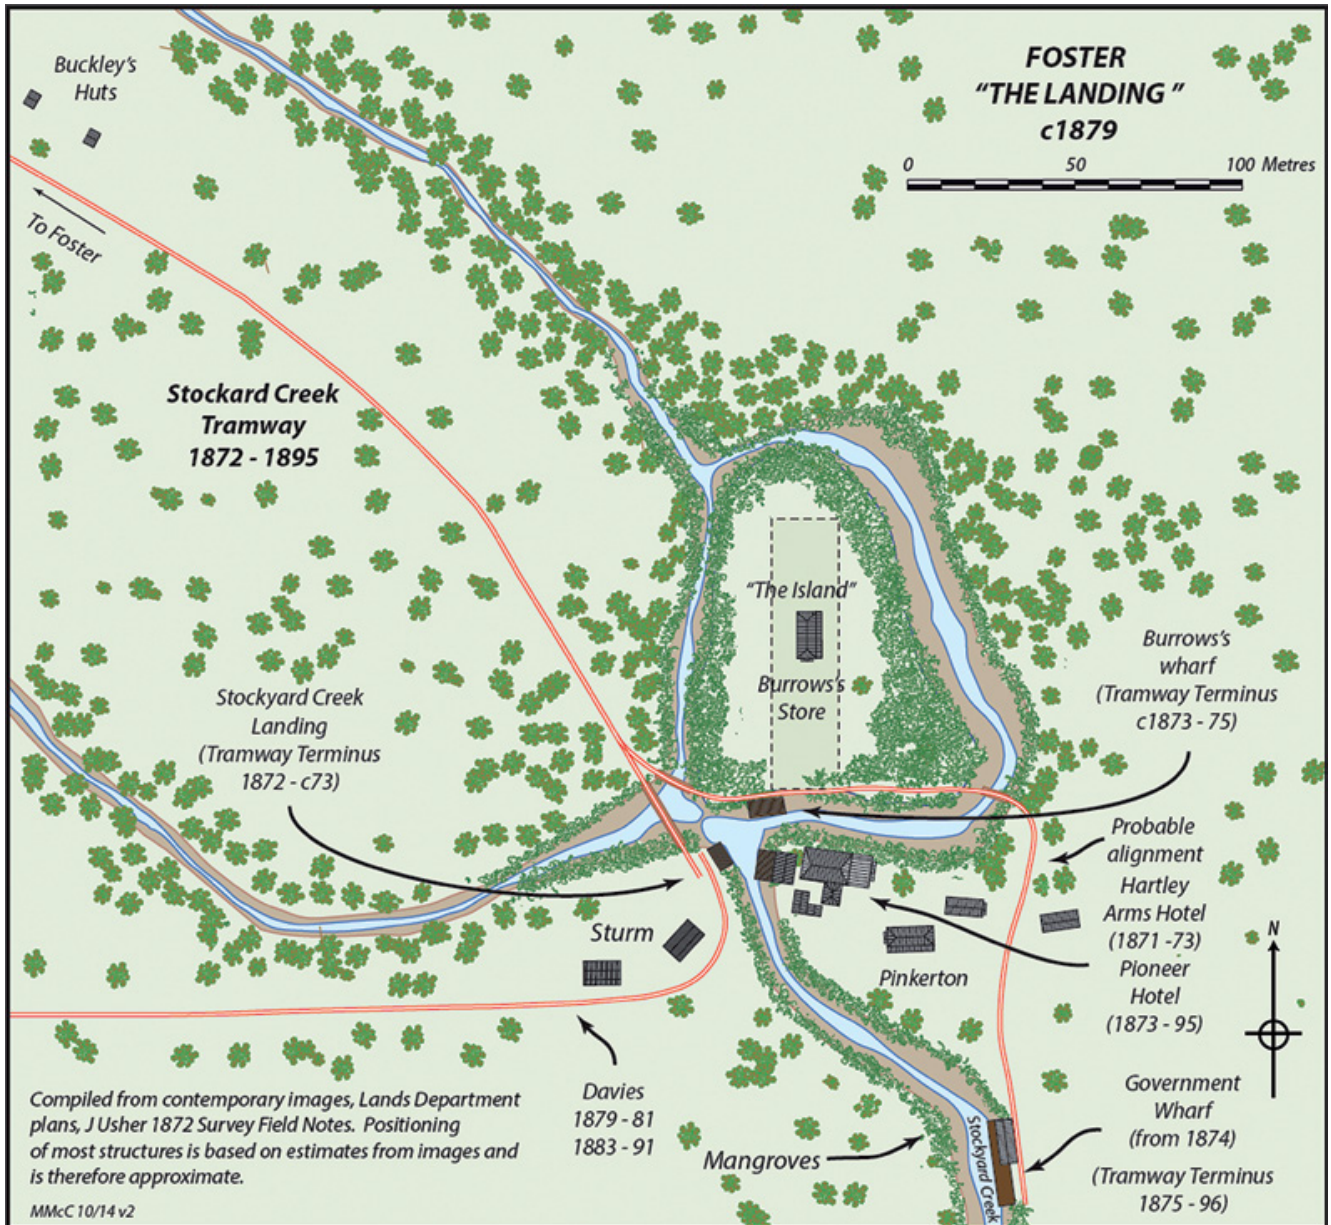 Buckley's
Huts
FOSTER
"THE LANDING "
c1879
0 50 100 Metres
To Foster
Stockard Creek
Tramway
1872 - 1895
"The Island"
Burrows's
Store
Burrows's
wharf
(Tramway Terminus
c1873 - 75)
Stockyard Creek
Landing
(Tramway Terminus
1872 - c73)
Probable
alignment
Hartley
Arms Hotel
(1871 -73)
Pioneer
Hotel
(1873 - 95)
Sturm
Pinkerton
N
Davies
1879 - 81
1883 - 91
Government
Wharf
(from 1874)
(Tramway Terminus
1875 - 96)
Mangroves
Stockyard Creek
Compiled from contemporary images, Lands Department
plans, J Usher 1872 Survey Field Notes. Positioning
of most structures is based on estimates from images and
is therefore approximate.
MMcC 10/14 v2